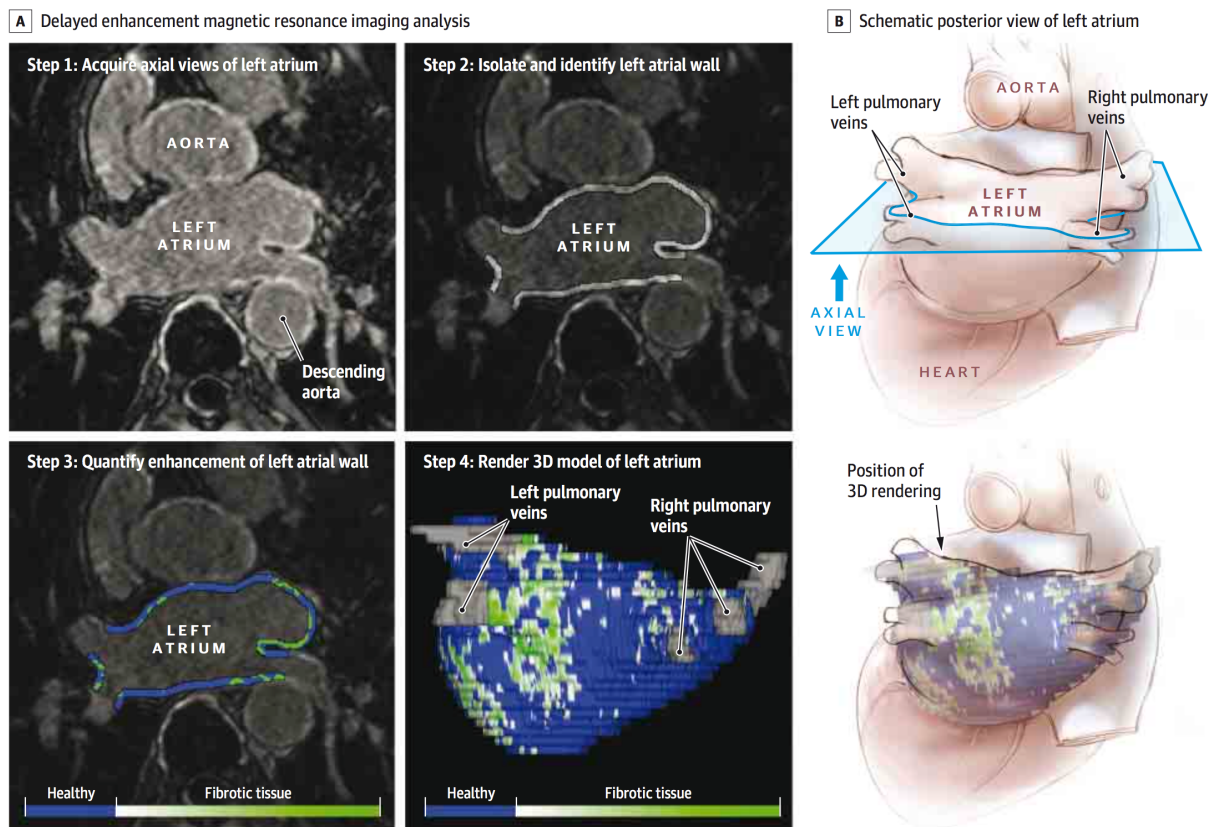 A Delayed enhancement magnetic resonance imaging analysis
Step 1: Acquire axial views of left atrium
AORTA
LEFT
ATRIUM
Descending
aorta
Step 2: Isolate and identify left atrial wall
LEFT
ATRIUM
Step 3: Quantify enhancement of left atrial wall
LEFT
ATRIUM
Healthy
Fibrotic tissue
Step 4: Render 3D model of left atrium
Left pulmonary
veins
Right pulmonary
veins
Healthy
Fibrotic tissue
B Schematic posterior view of left atrium
AORTA
Left pulmonary
veins
Right pulmonary
veins
LEFT
ATRIUM
AXIAL
VIEW
HEART
Position of
3D rendering